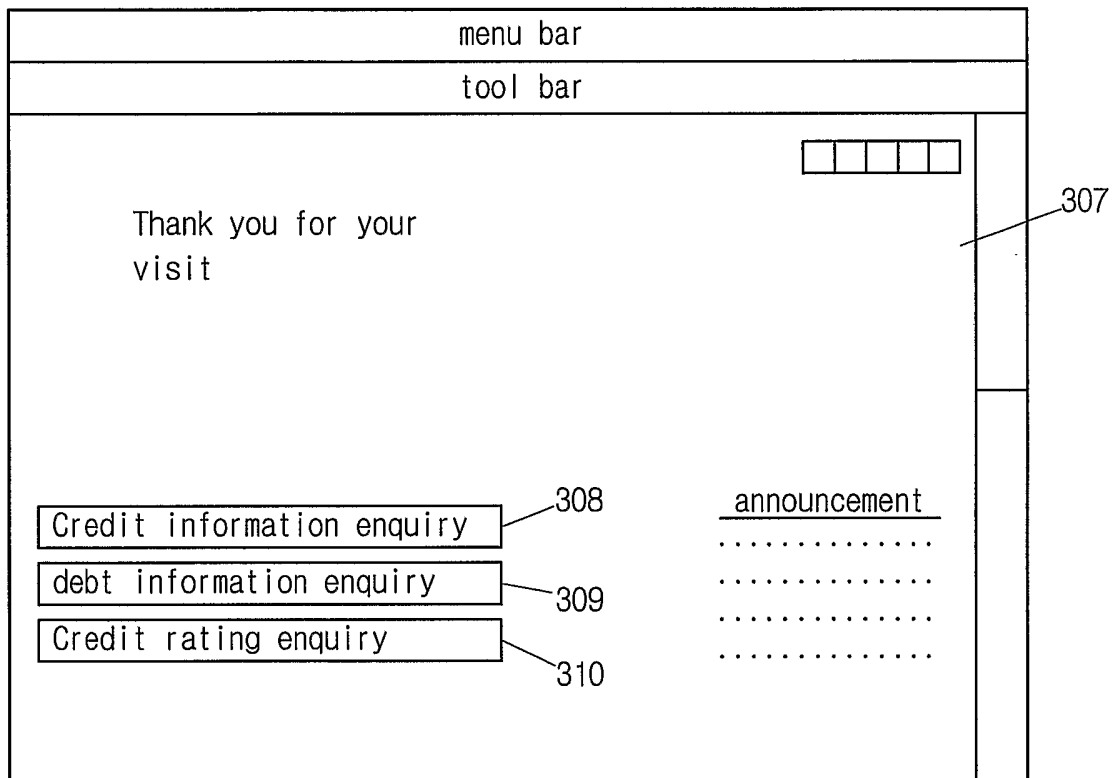 menu bar
tool bar
307
Thank you for your
visit
308
Credit information enquiry
announcement
debt information enquiry
309
Credit rating enquiry
310